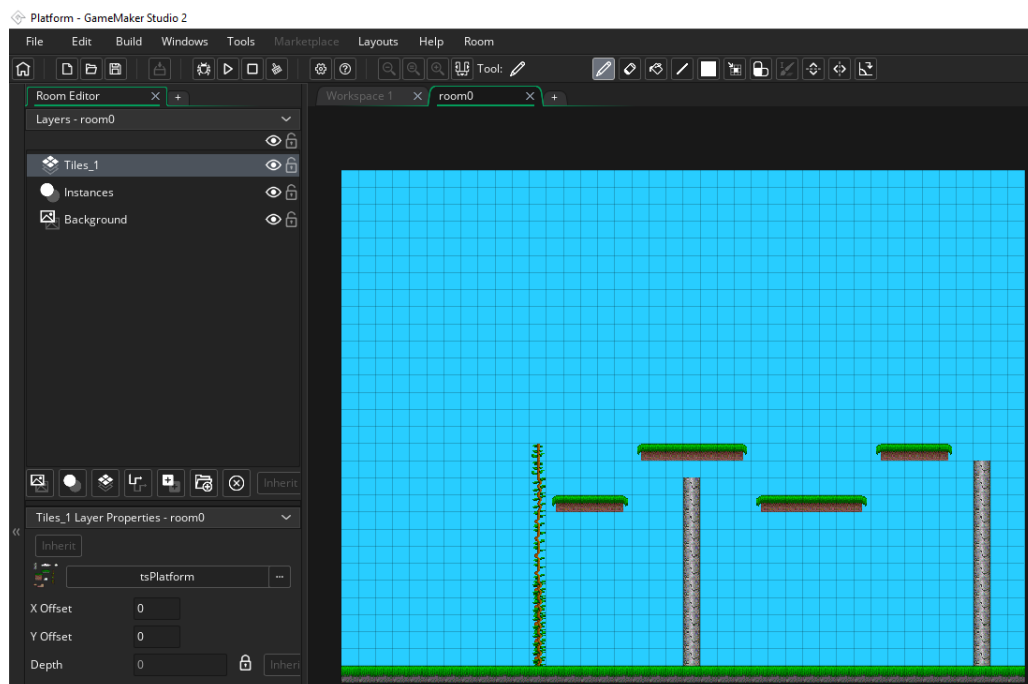 Platform - GameMaker Studio 2
File Edit Build Windows Tools Marketplace Layouts Help Room
Tool:
Room Editor
Workspace 1 room0
Layers - room0
Tiles_1
Instances
Background
Inherit
Tiles_1 Layer Properties - room0
Inherit
tsPlatform
X Offset 0
Y Offset 0
Depth 0 Inheri